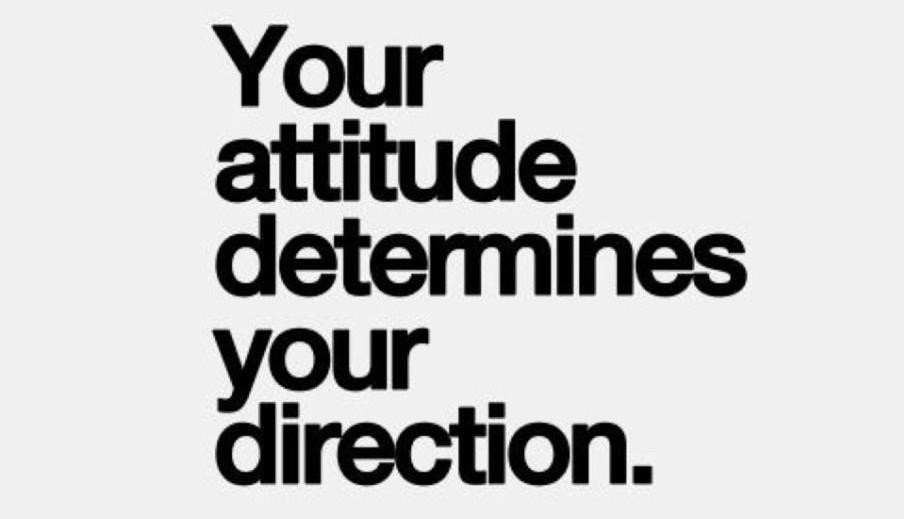 Your
attitude
determines
your
direction.